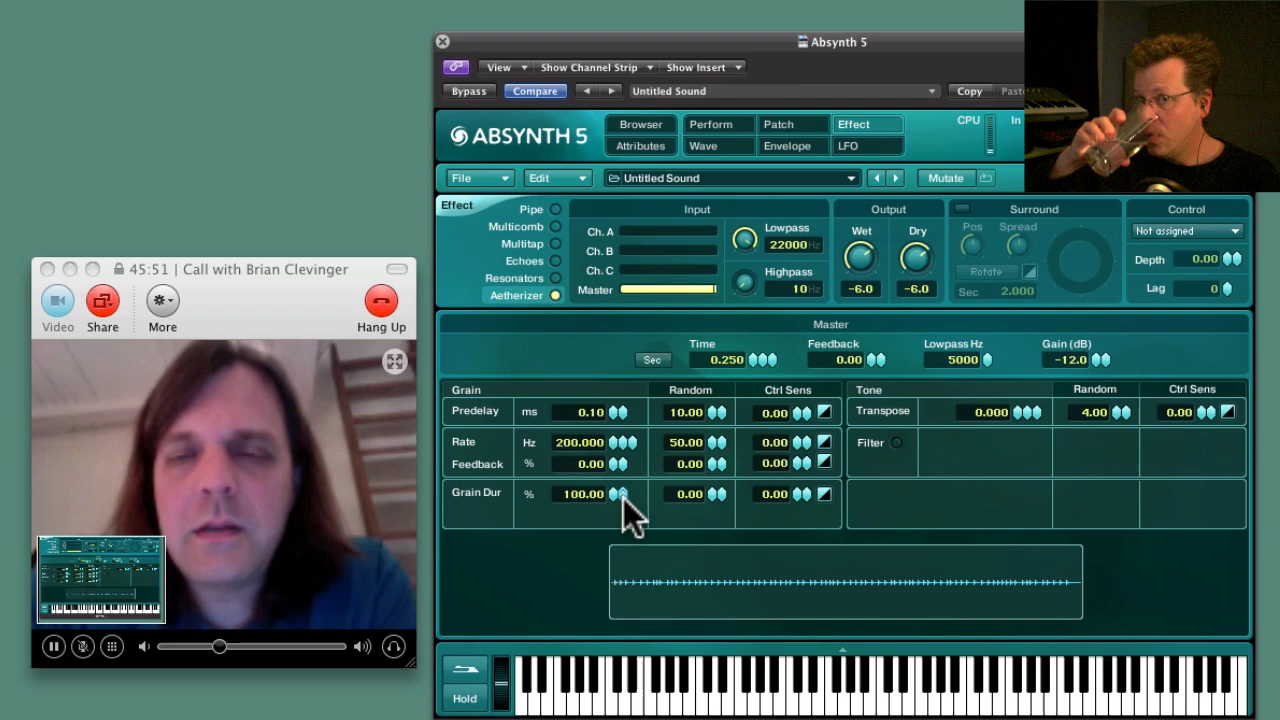 Absynth 5
View Show Channel Strip Show Insert
Bypass Compare Untitled Sound Copy Past
ABSYNTH 5
Browser Perform Patch Effect
Attributes Wave Envelope LFO
CPU In
File Edit Untitled Sound Mutate
Effect
Pipe
Multicomb
Multitap
Echoes
Resonators
Aetherizer
Input
Ch. A
Ch. B
Ch. C
Master
Lowpass
22000 Hz
Highpass
10 Hz
Output
Wet Dry
-6.0 -6.0
Surround
Pos Spread
Rotate
Sec 2.000
Control
Not assigned
Depth 0.00
Lag 0
Master
Time Feedback Lowpass Hz Gain (dB)
Sec 0.250 0.00 5000 -12.0
Grain Random Ctrl Sens
Predelay ms 0.10 10.00 0.00
Rate Hz 200.000 50.00 0.00
Feedback % 0.00 0.00 0.00
Grain Dur % 100.00 0.00 0.00
Tone Random Ctrl Sens
Transpose 0.000 4.00 0.00
Filter
Hold
45:51 | Call with Brian Clevinger
Video Share More Hang Up